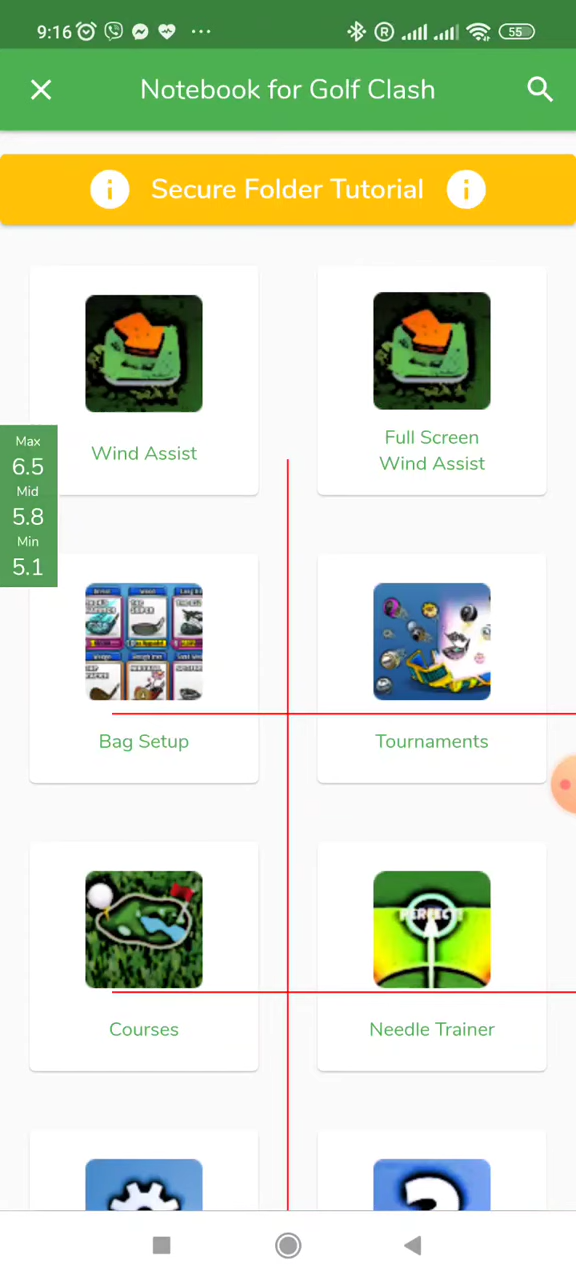 9:16
R
55
Notebook for Golf Clash
i Secure Folder Tutorial i
Wind Assist
Full Screen
Wind Assist
Max
6.5
Mid
5.8
Min
5.1
Bag Setup
Tournaments
PERFECT!
Courses
Needle Trainer
?